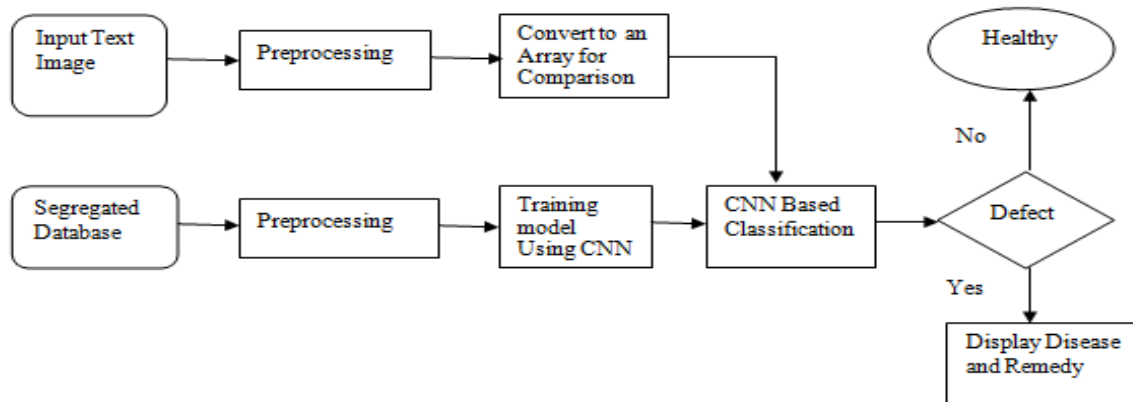 Input Text
Image
Preprocessing
Convert to an
Array for
Comparison
Healthy
No
Segregated
Database
Preprocessing
Training
model
Using CNN
CNN Based
Classification
Defect
Yes
Display Disease
and Remedy